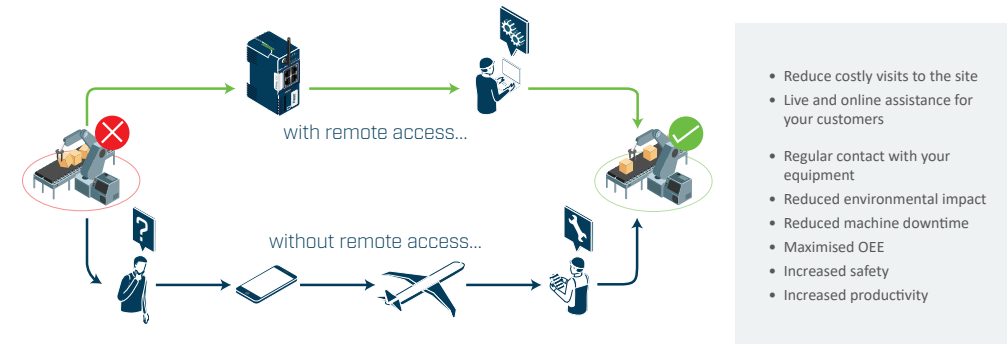 with remote access...
without remote access...
?
• Reduce costly visits to the site
• Live and online assistance for
your customers
• Regular contact with your
equipment
• Reduced environmental impact
• Reduced machine downtime
• Maximised OEE
• Increased safety
• Increased productivity